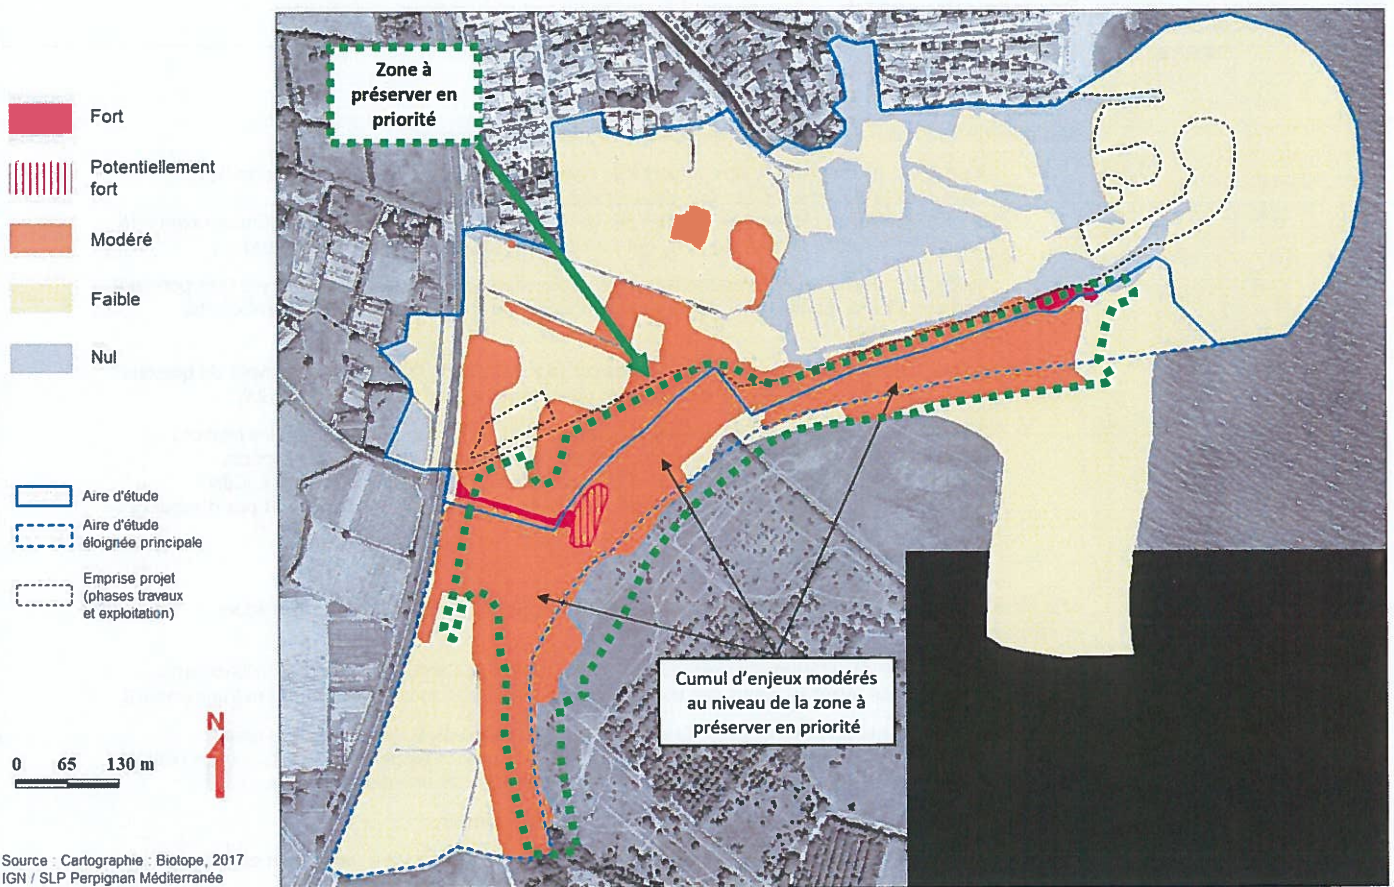 Zone à
préserver en
priorité
Fort
Potentiellement
fort
Modéré
Faible
Nul
Aire d'étude
Aire d'étude
éloignée principale
Emprise projet
(phases travaux
et exploitation)
Cumul d'enjeux modérés
au niveau de la zone à
préserver en priorité
N
0 65 130 m
Source : Cartographie : Biotope, 2017
IGN / SLP Perpignan Méditerranée